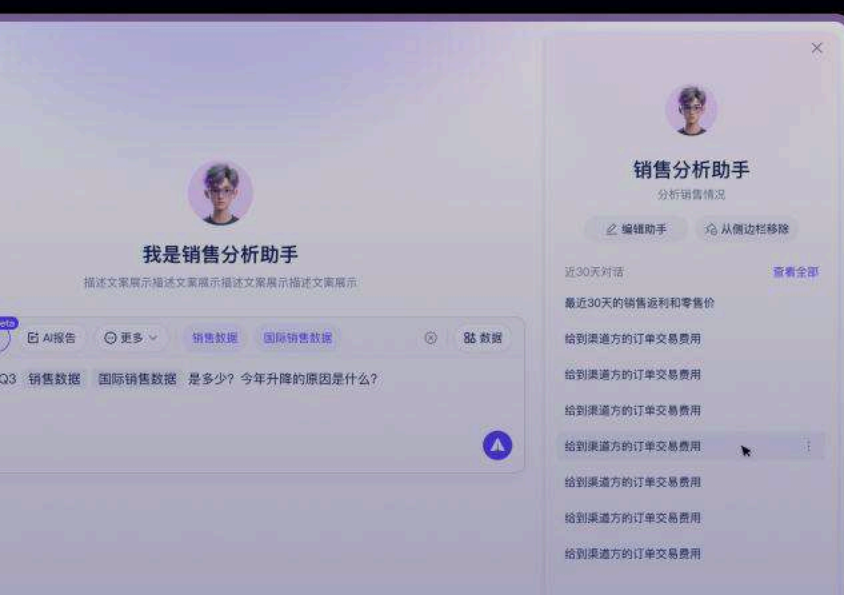 我是销售分析助手
描述文案展示描述文案展示描述文案展示描述文案展示
eta
AI报告
更多
销售数据
国际销售数据
数据
Q3 销售数据 国际销售数据 是多少？今年升降的原因是什么？
销售分析助手
分析销售情况
编辑助手
从侧边栏移除
近30天对话
查看全部
最近30天的销售返利和零售价
给到渠道方的订单交易费用
给到渠道方的订单交易费用
给到渠道方的订单交易费用
给到渠道方的订单交易费用
给到渠道方的订单交易费用
给到渠道方的订单交易费用
给到渠道方的订单交易费用